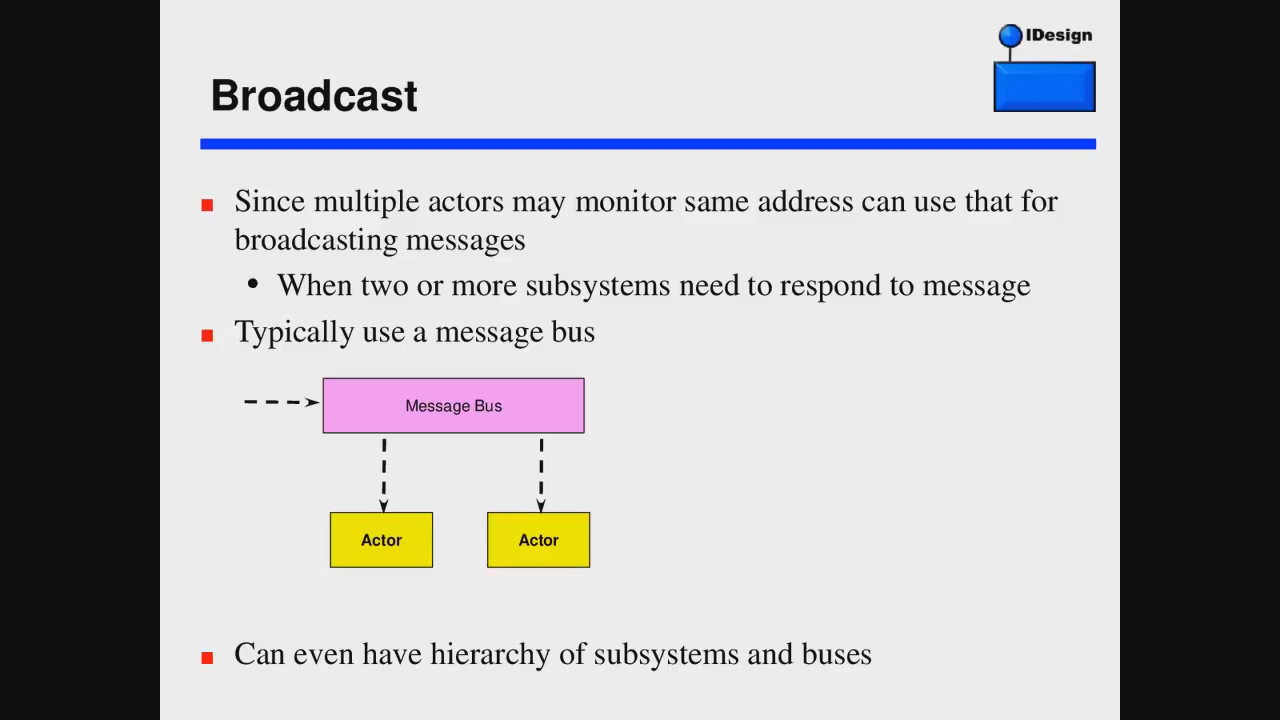 IDesign
Broadcast
Since multiple actors may monitor same address can use that for
broadcasting messages
When two or more subsystems need to respond to message
Typically use a message bus
Message Bus
Actor
Actor
Can even have hierarchy of subsystems and buses